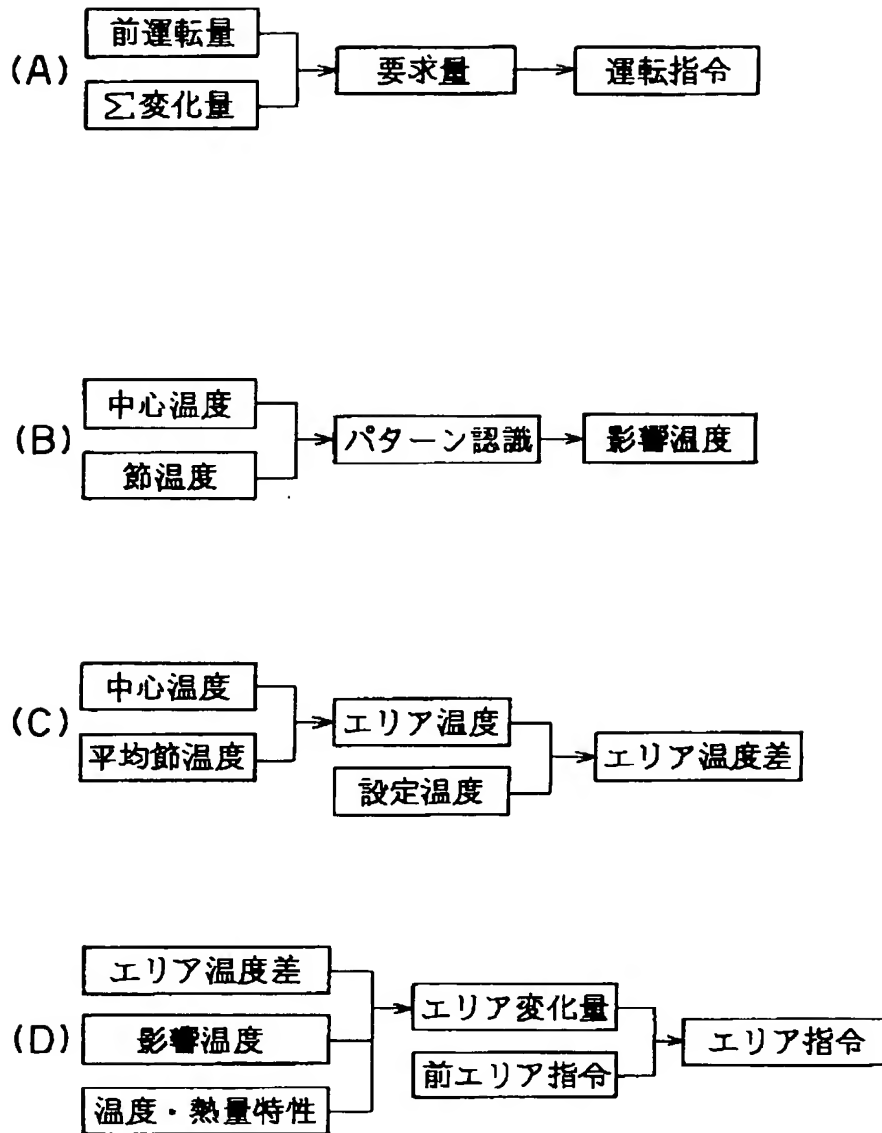 (A)
前運転量
Σ変化量
要求量
運転指令
(B)
中心温度
節温度
パターン認識
影響温度
(C)
中心温度
平均節温度
エリア温度
設定温度
エリア温度差
(D)
エリア温度差
影響温度
温度・熱量特性
エリア変化量
前エリア指令
エリア指令